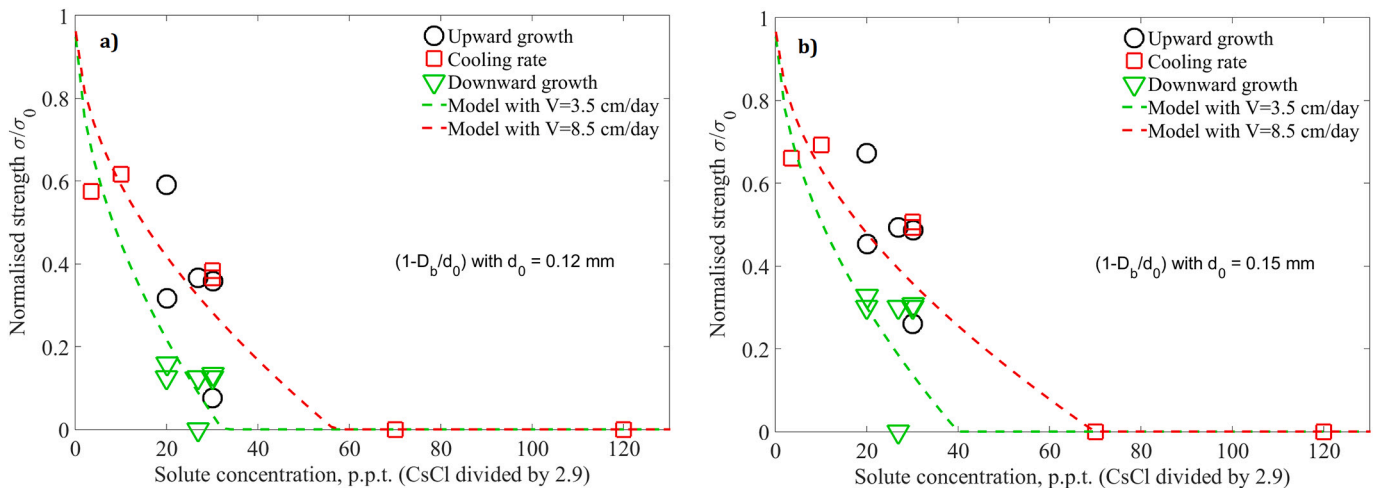 a)
Upward growth
Cooling rate
Downward growth
Model with V=3.5 cm/day
Model with V=8.5 cm/day
(1-D_b/d_0) with d_0 = 0.12 mm
1
0.8
0.6
0.4
0.2
0
0 20 40 60 80 100 120
Normalised strength σ/σ_0
Solute concentration, p.p.t. (CsCl divided by 2.9)
b)
Upward growth
Cooling rate
Downward growth
Model with V=3.5 cm/day
Model with V=8.5 cm/day
(1-D_b/d_0) with d_0 = 0.15 mm
1
0.8
0.6
0.4
0.2
0
0 20 40 60 80 100 120
Normalised strength σ/σ_0
Solute concentration, p.p.t. (CsCl divided by 2.9)